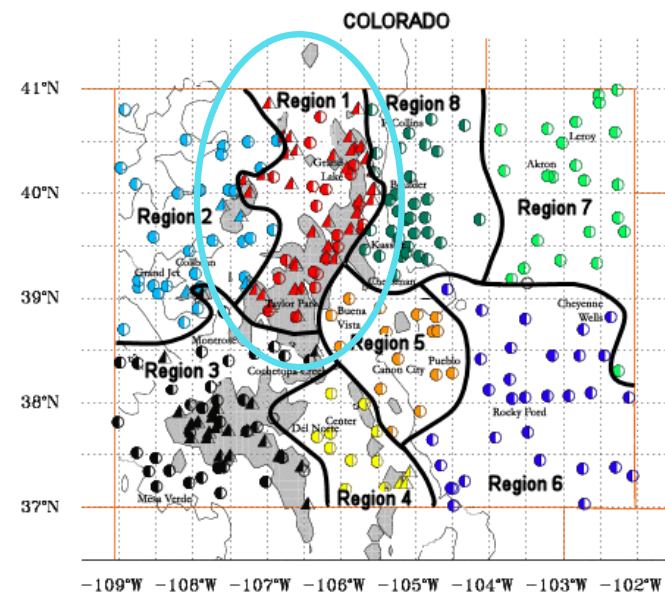 COLORADO
41°N
Region 1
Region 8
Collins
Leroy
Grand
Lake
Akron
40°N
Region 2
Region 7
Kassler
Grand Jct
Cheesman
39°N
Taylor Park
Buena
Vista
Cheyenne
Wells
Montrose
Region 5
Region 3
Cochetopa Creek
Canon City
Pueblo
38°N
Rocky Ford
Del Norte
Center
Region 6
Mesa Verde
Region 4
37°N
-109°W -108°W -107°W -106°W -105°W -104°W -103°W -102°W